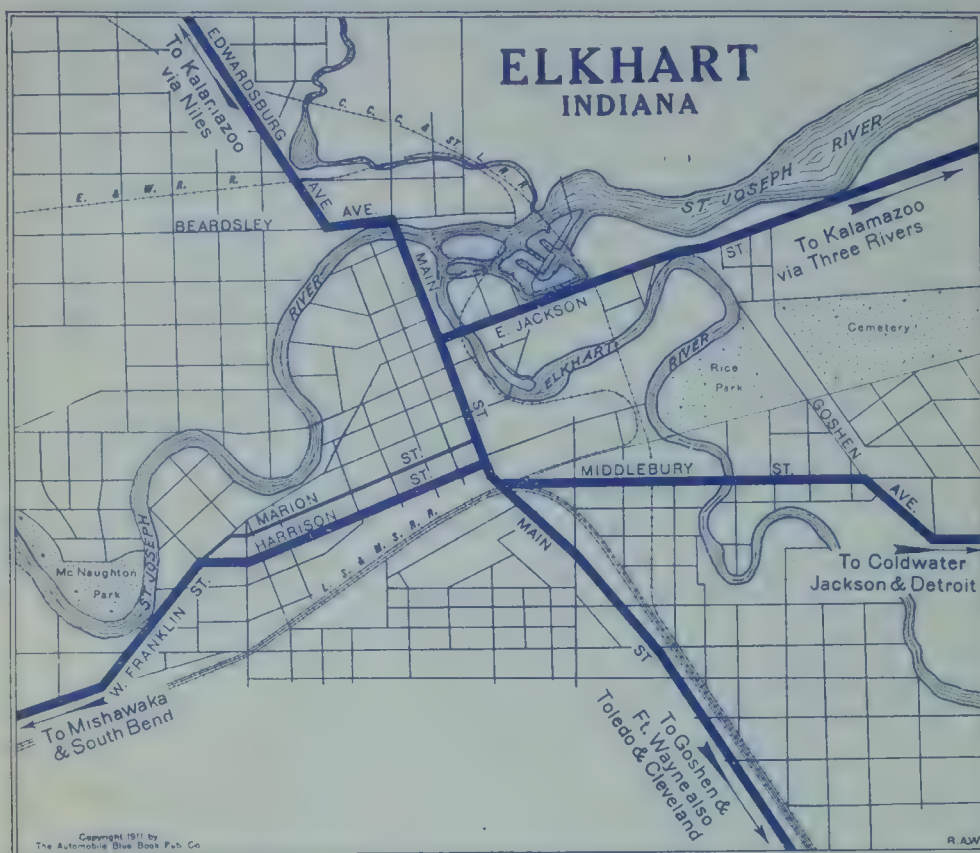 ELKHART
INDIANA
To Kalamazoo
via Niles
EDWARDSBURG
AVE
C. C. C. & ST. L. R. R.
E. & W. R. R.
BEARDSLEY AVE.
ST. JOSEPH RIVER
To Kalamazoo
via Three Rivers
MAIN
ST.
E. JACKSON
ST
RIVER
ELKHART
RIVER
Cemetery
Rice
Park
GOSHEN
AVE.
MIDDLEBURY ST.
MARION ST.
HARRISON ST.
L. S. & M. S. R. R.
MAIN
ST
ST JOSEPH
Mc Naughton
Park
W. FRANKLIN ST.
To Coldwater
Jackson & Detroit
To Mishawaka
& South Bend
To Goshen &
Ft. Wayne also
Toledo & Cleveland
Copyright 1911 by
The Automobile Blue Book Pub. Co
R.A.W